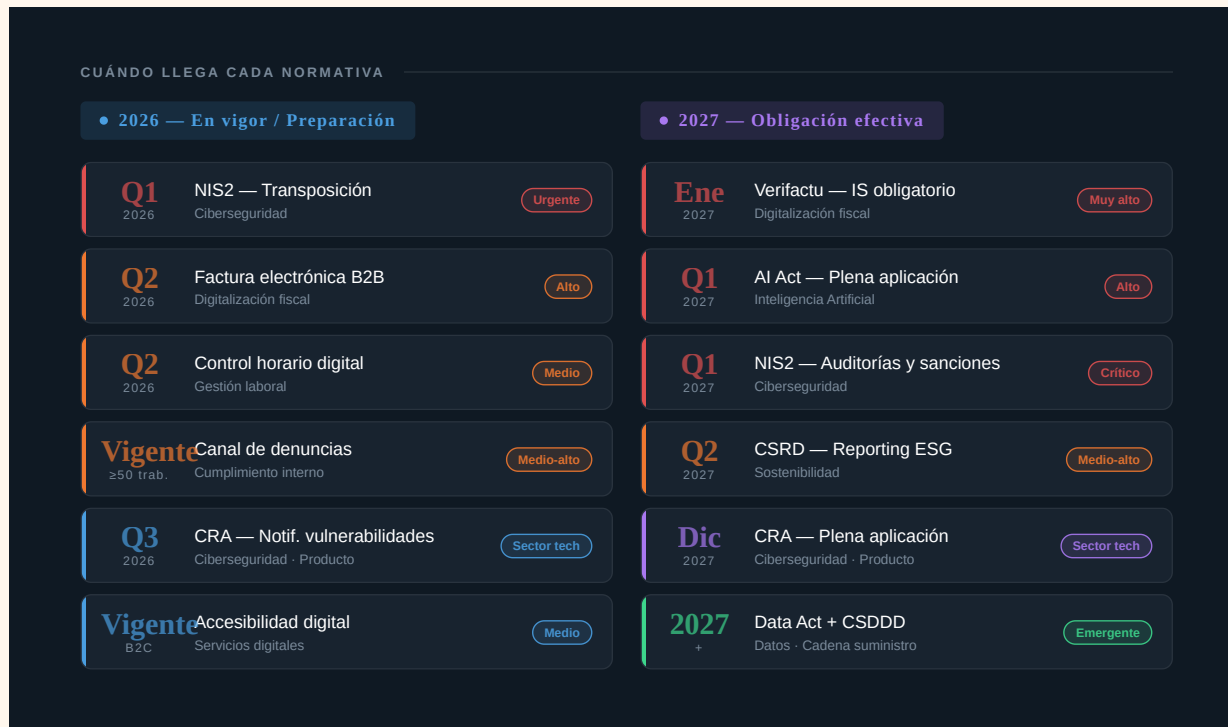 CUÁNDO LLEGA CADA NORMATIVA
2026 — En vigor / Preparación
Q1
2026
NIS2 — Transposición
Ciberseguridad
Urgente
Q2
2026
Factura electrónica B2B
Digitalización fiscal
Alto
Q2
2026
Control horario digital
Gestión laboral
Medio
Vigente
≥50 trab.
Canal de denuncias
Cumplimiento interno
Medio-alto
Q3
2026
CRA — Notif. vulnerabilidades
Ciberseguridad · Producto
Sector tech
Vigente
B2C
Accesibilidad digital
Servicios digitales
Medio
2027 — Obligación efectiva
Ene
2027
Verifactu — IS obligatorio
Digitalización fiscal
Muy alto
Q1
2027
AI Act — Plena aplicación
Inteligencia Artificial
Alto
Q1
2027
NIS2 — Auditorías y sanciones
Ciberseguridad
Crítico
Q2
2027
CSRD — Reporting ESG
Sostenibilidad
Medio-alto
Dic
2027
CRA — Plena aplicación
Ciberseguridad · Producto
Sector tech
2027
+
Data Act + CSDDD
Datos · Cadena suministro
Emergente